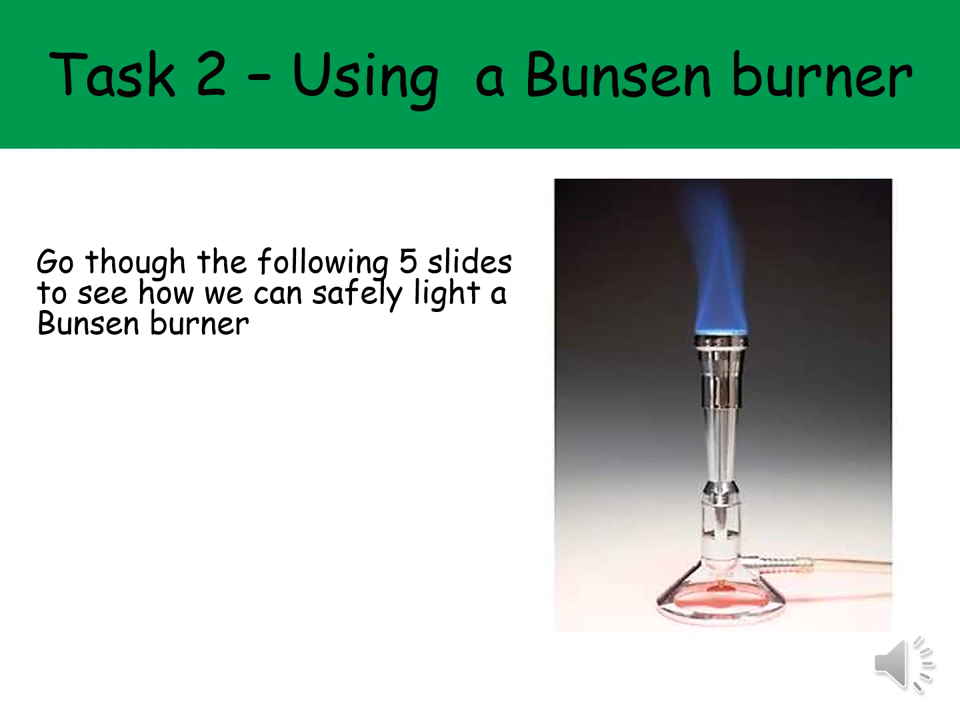 Task 2 – Using a Bunsen burner
Go though the following 5 slides
to see how we can safely light a
Bunsen burner